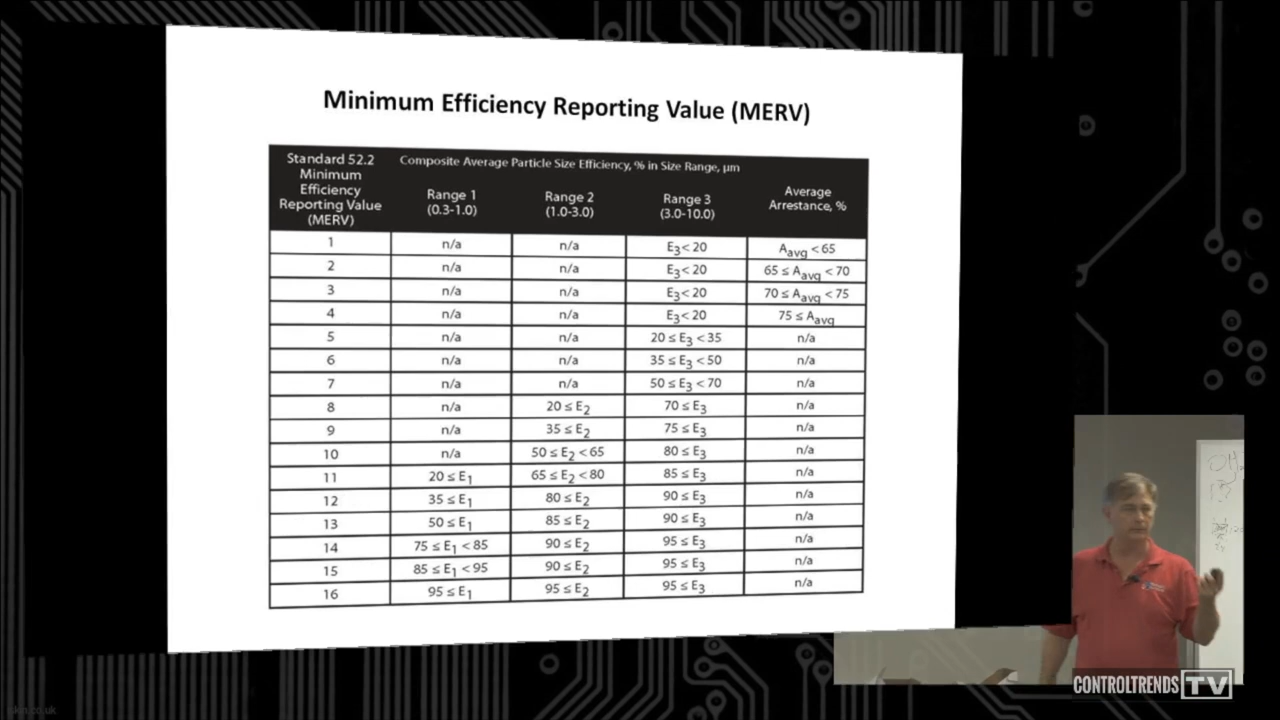 Minimum Efficiency Reporting Value (MERV)
Standard 52.2 Minimum Efficiency Reporting Value (MERV)
Composite Average Particle Size Efficiency, % in Size Range, μm
Range 1 (0.3-1.0) Range 2 (1.0-3.0) Range 3 (3.0-10.0) Average Arrestance, %
1 n/a n/a E3< 20 Aavg < 65
2 n/a n/a E3< 20 65 ≤ Aavg < 70
3 n/a n/a E3< 20 70 ≤ Aavg < 75
4 n/a n/a E3< 20 75 ≤ Aavg
5 n/a n/a 20 ≤ E3 < 35 n/a
6 n/a n/a 35 ≤ E3 < 50 n/a
7 n/a n/a 50 ≤ E3 < 70 n/a
8 n/a 20 ≤ E2 70 ≤ E3 n/a
9 n/a 35 ≤ E2 75 ≤ E3 n/a
10 n/a 50 ≤ E2 < 65 80 ≤ E3 n/a
11 20 ≤ E1 65 ≤ E2 < 80 85 ≤ E3 n/a
12 35 ≤ E1 80 ≤ E2 90 ≤ E3 n/a
13 50 ≤ E1 85 ≤ E2 90 ≤ E3 n/a
14 75 ≤ E1 < 85 90 ≤ E2 95 ≤ E3 n/a
15 85 ≤ E1 < 95 90 ≤ E2 95 ≤ E3 n/a
16 95 ≤ E1 95 ≤ E2 95 ≤ E3 n/a
CONTROLTRENDS TV